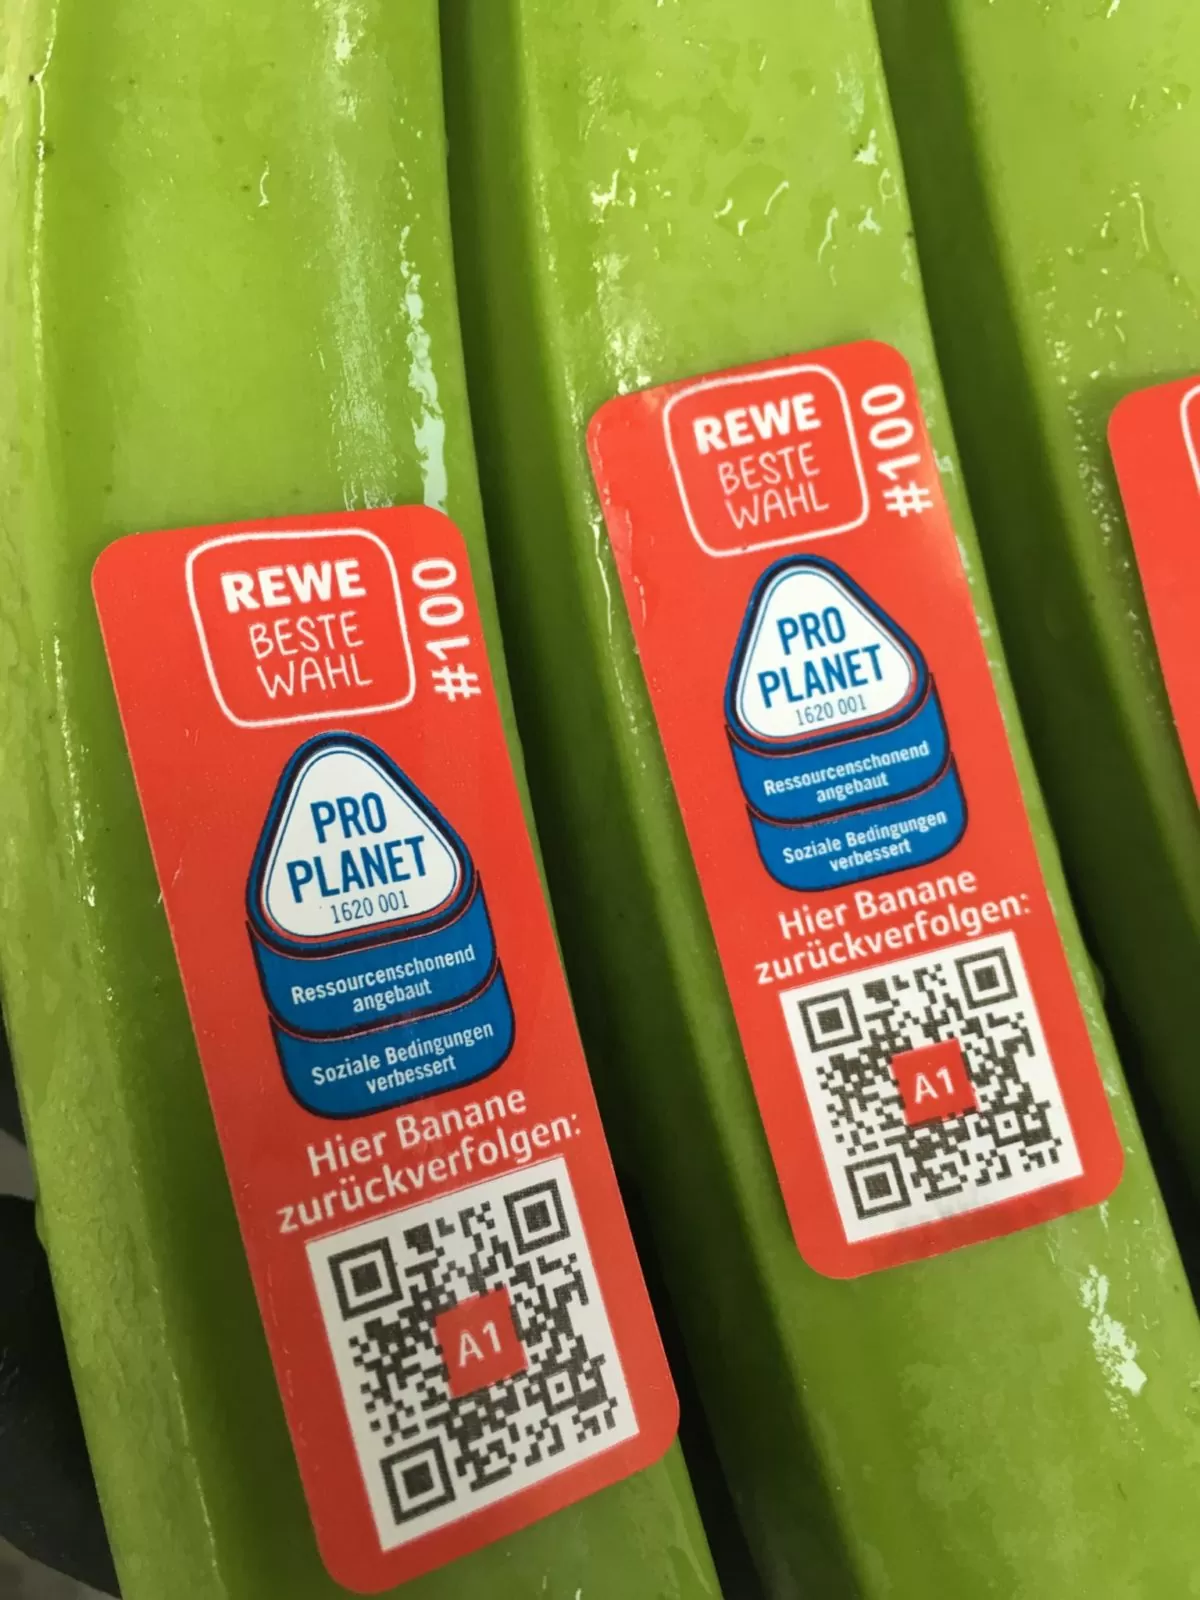 REWE
BESTE
WAHL
#100
PRO
PLANET
1620 001
Ressourcenschonend
angebaut
Soziale Bedingungen
verbessert
Hier Banane
zurückverfolgen:
A1
REWE
BESTE
WAHL
#100
PRO
PLANET
1620 001
Ressourcenschonend
angebaut
Soziale Bedingungen
verbessert
Hier Banane
zurückverfolgen:
A1